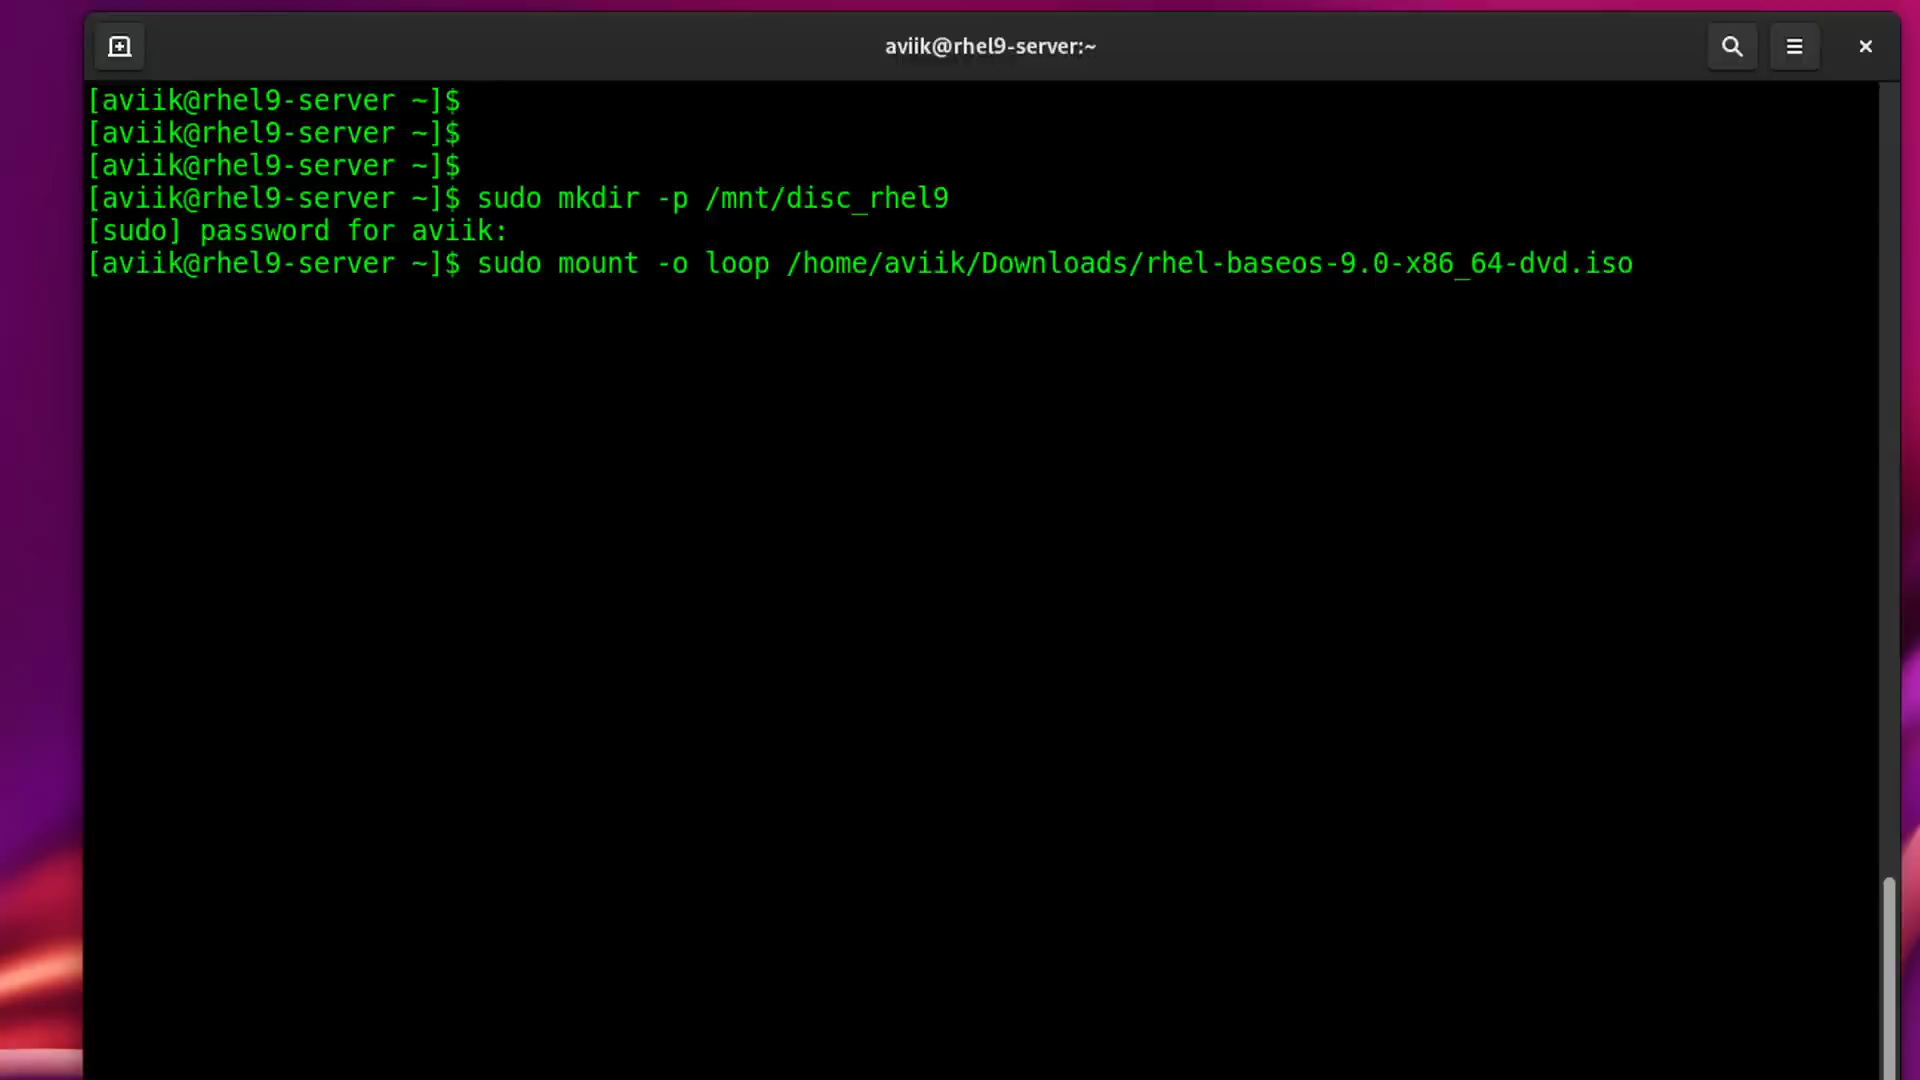 aviik@rhel9-server:~
[aviik@rhel9-server ~]$
[aviik@rhel9-server ~]$
[aviik@rhel9-server ~]$
[aviik@rhel9-server ~]$ sudo mkdir -p /mnt/disc_rhel9
[sudo] password for aviik:
[aviik@rhel9-server ~]$ sudo mount -o loop /home/aviik/Downloads/rhel-baseos-9.0-x86_64-dvd.iso